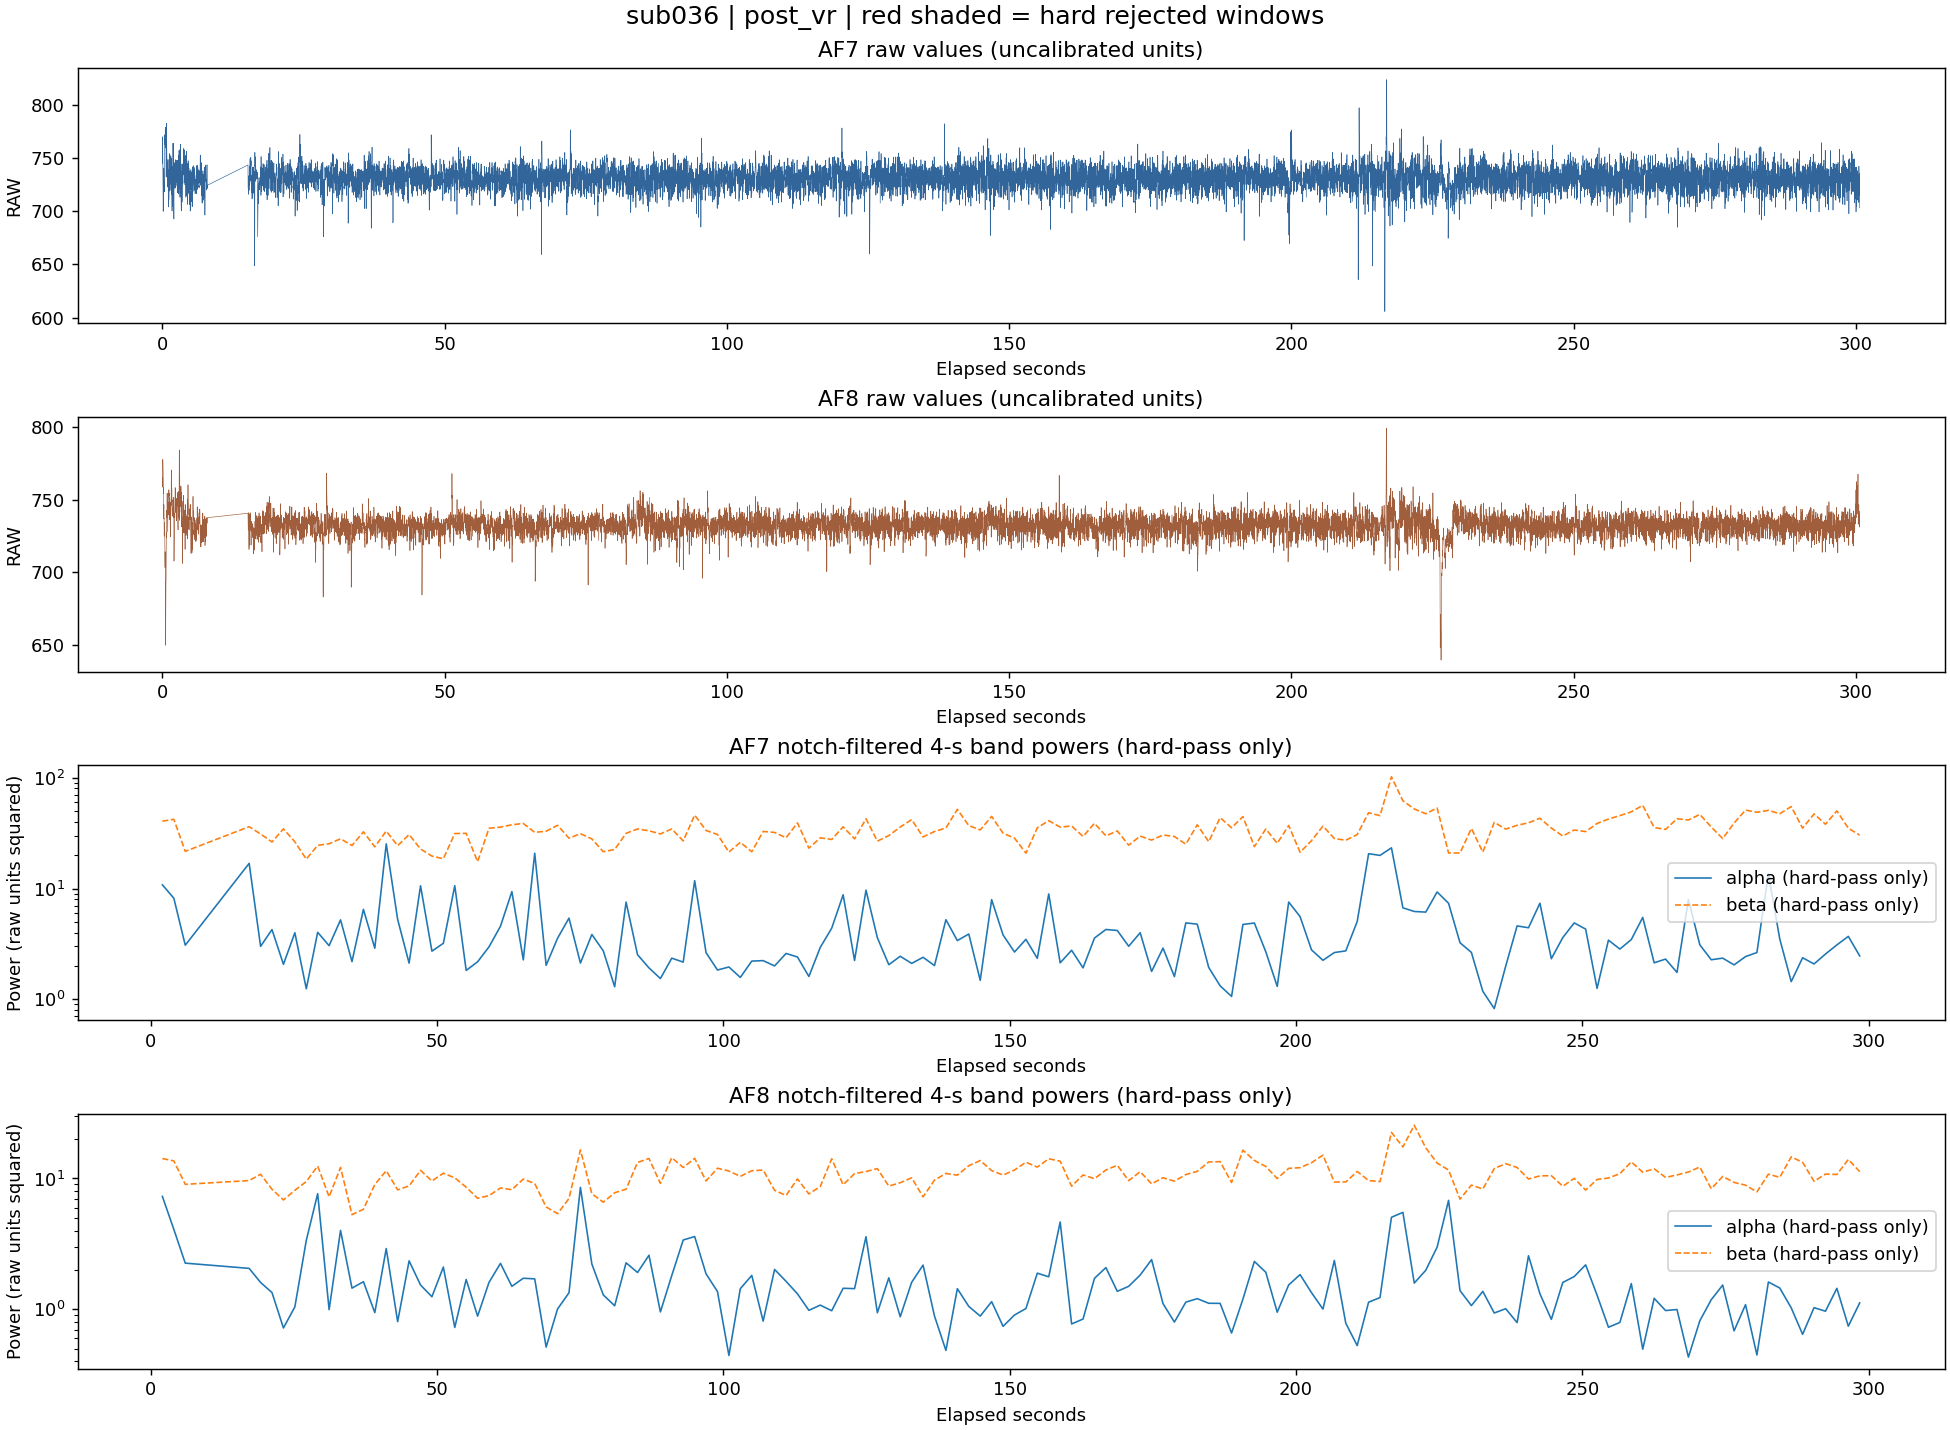 sub036 | post_vr | red shaded = hard rejected windows
AF7 raw values (uncalibrated units)
RAW
800
750
700
650
600
0 50 100 150 200 250 300
Elapsed seconds
AF8 raw values (uncalibrated units)
RAW
800
750
700
650
0 50 100 150 200 250 300
Elapsed seconds
AF7 notch-filtered 4-s band powers (hard-pass only)
Power (raw units squared)
10²
10¹
10⁰
alpha (hard-pass only)
beta (hard-pass only)
0 50 100 150 200 250 300
Elapsed seconds
AF8 notch-filtered 4-s band powers (hard-pass only)
Power (raw units squared)
10¹
10⁰
alpha (hard-pass only)
beta (hard-pass only)
0 50 100 150 200 250 300
Elapsed seconds